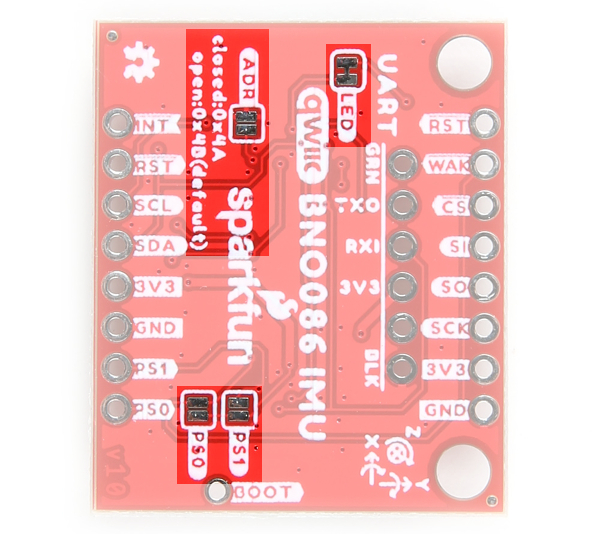 INT
RST
SCL
SDA
3V3
GND
PS1
PS0
closed:0x4A
open:0x4B(default)
ADR
sparkfun
qwiic
BNO086 IMU
LED
UART
GRN
TXO
RXI
3V3
BLK
RST
WAK
CS
SI
SO
SCK
3V3
GND
PS0
PS1
BOOT
v10
X
Z
Y